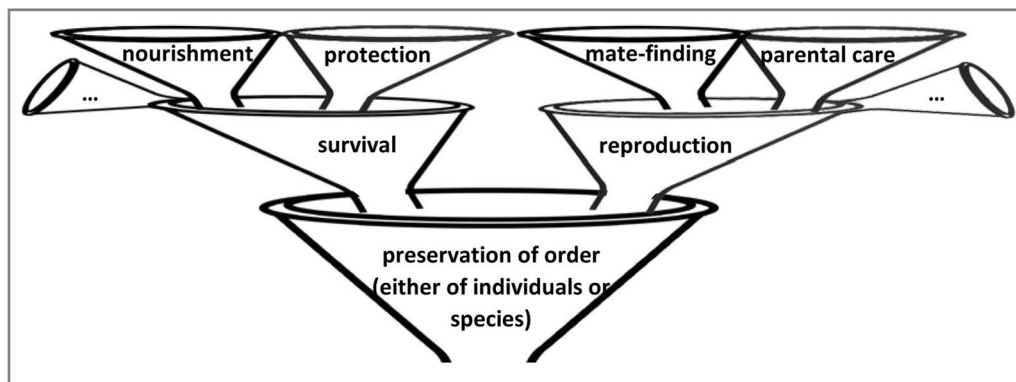 nourishment
protection
mate-finding
parental care
...
...
survival
reproduction
preservation of order
(either of individuals or
species)